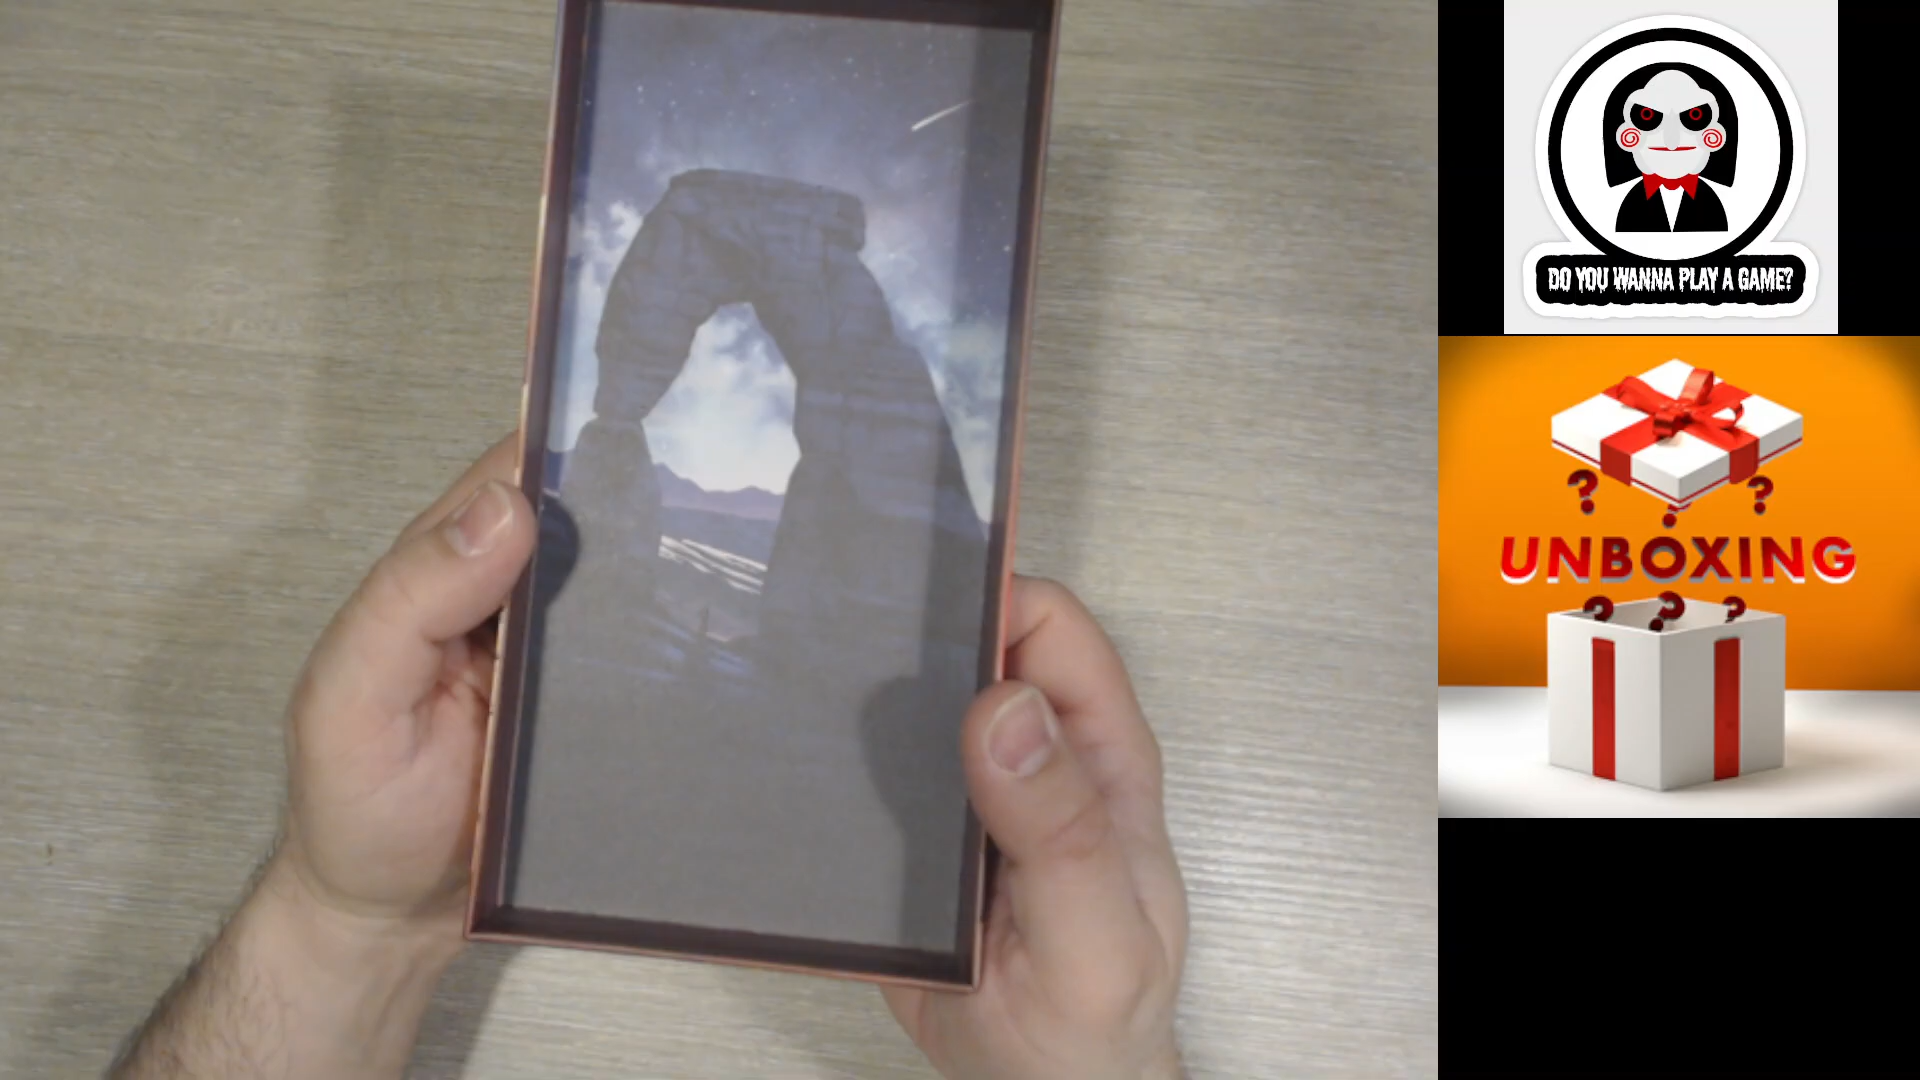 DO YOU WANNA PLAY A GAME?
? ?
?
UNBOXING
? ? ?